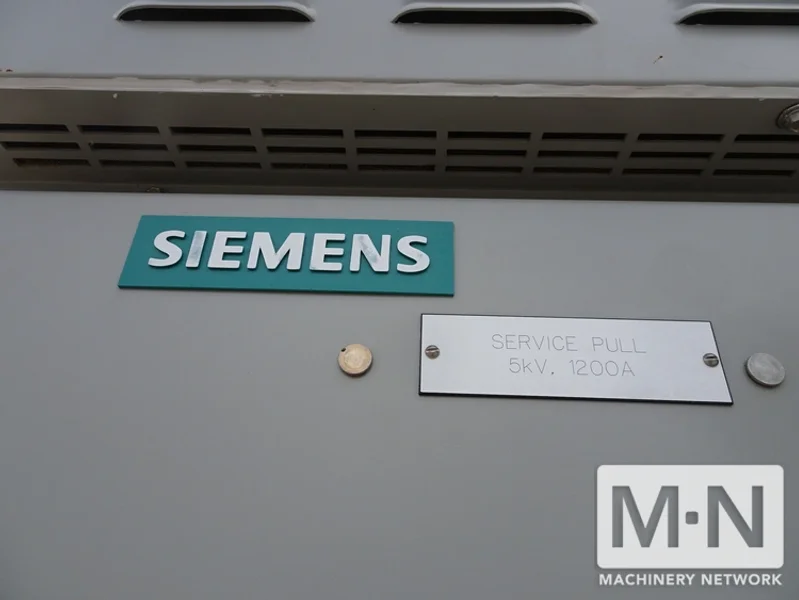 SIEMENS
SERVICE PULL
5kV, 1200A
M·N
MACHINERY NETWORK